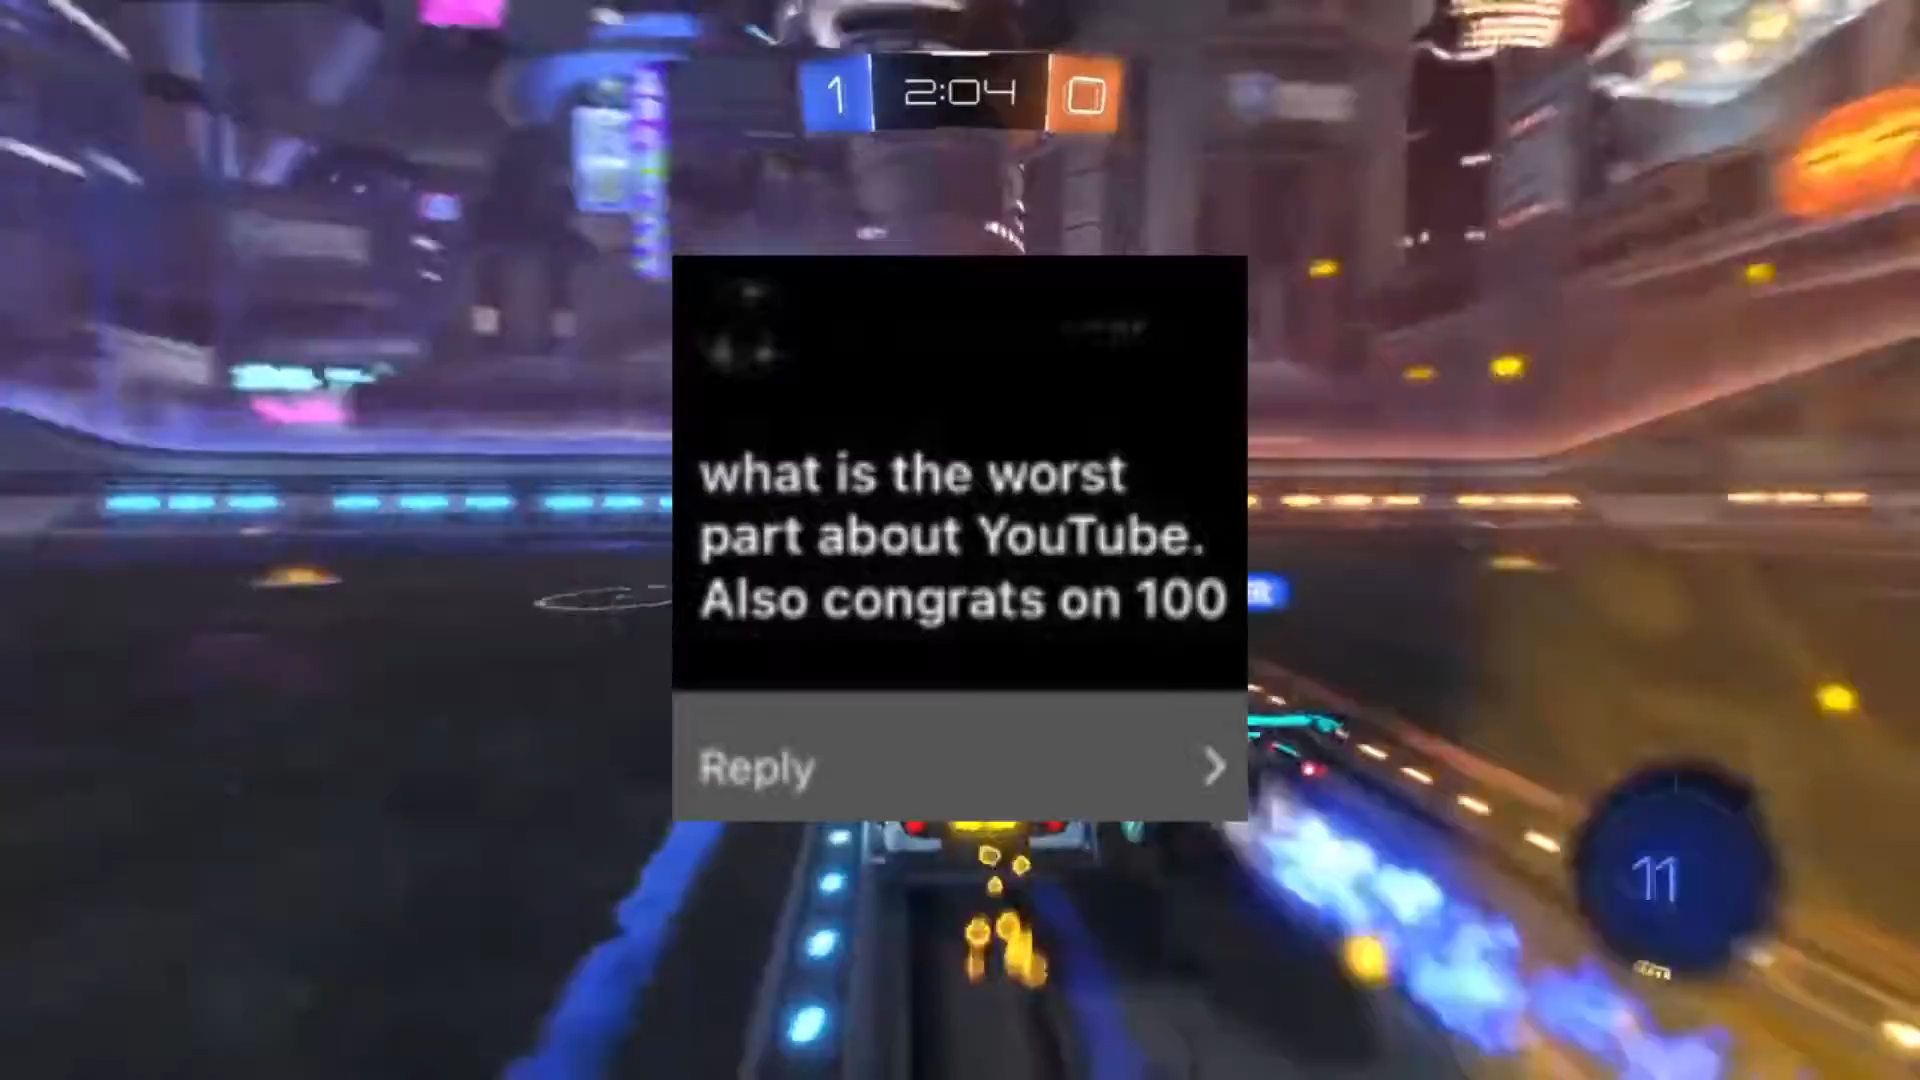 1 2:04 0
what is the worst
part about YouTube.
Also congrats on 100
Reply
11